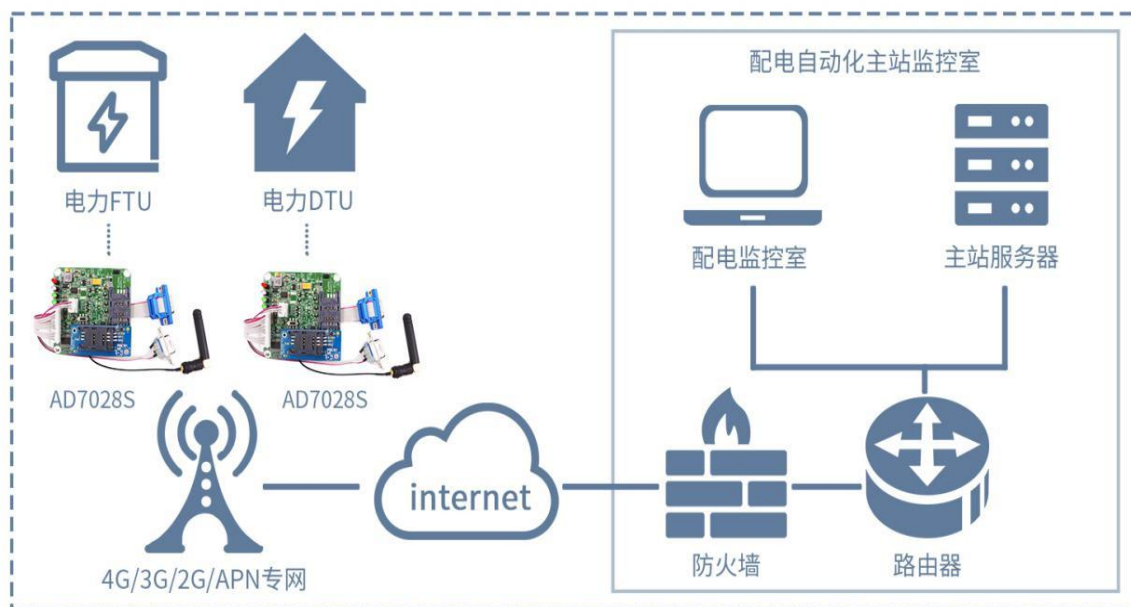 配电自动化主站监控室
电力FTU
电力DTU
配电监控室
主站服务器
AD7028S
AD7028S
internet
4G/3G/2G/APN专网
防火墙
路由器